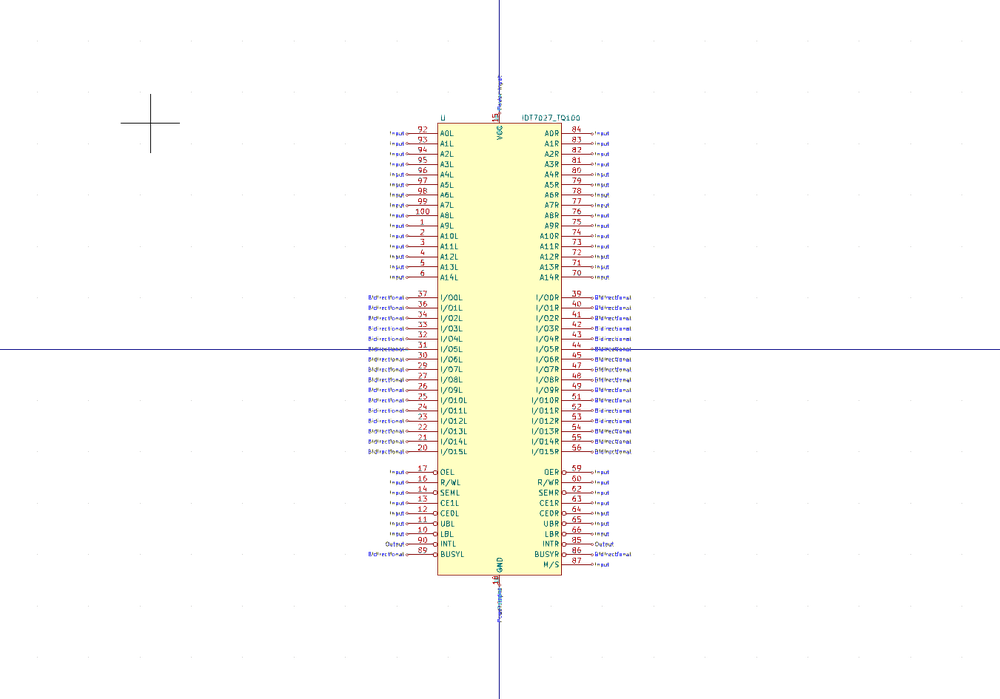 Power Input
15
VCC
U IDT7027_TQ100
Input 92 A0L A0R 84 Input
Input 93 A1L A1R 83 Input
Input 94 A2L A2R 82 Input
Input 95 A3L A3R 81 Input
Input 96 A4L A4R 80 Input
Input 97 A5L A5R 79 Input
Input 98 A6L A6R 78 Input
Input 99 A7L A7R 77 Input
Input 100 A8L A8R 76 Input
Input 1 A9L A9R 75 Input
Input 2 A10L A10R 74 Input
Input 3 A11L A11R 73 Input
Input 4 A12L A12R 72 Input
Input 5 A13L A13R 71 Input
Input 6 A14L A14R 70 Input
Bidirectional 37 I/O0L I/O0R 39 Bidirectional
Bidirectional 36 I/O1L I/O1R 40 Bidirectional
Bidirectional 34 I/O2L I/O2R 41 Bidirectional
Bidirectional 33 I/O3L I/O3R 42 Bidirectional
Bidirectional 32 I/O4L I/O4R 43 Bidirectional
Bidirectional 31 I/O5L I/O5R 44 Bidirectional
Bidirectional 30 I/O6L I/O6R 45 Bidirectional
Bidirectional 29 I/O7L I/O7R 47 Bidirectional
Bidirectional 27 I/O8L I/O8R 48 Bidirectional
Bidirectional 26 I/O9L I/O9R 49 Bidirectional
Bidirectional 25 I/O10L I/O10R 51 Bidirectional
Bidirectional 24 I/O11L I/O11R 52 Bidirectional
Bidirectional 23 I/O12L I/O12R 53 Bidirectional
Bidirectional 22 I/O13L I/O13R 54 Bidirectional
Bidirectional 21 I/O14L I/O14R 55 Bidirectional
Bidirectional 20 I/O15L I/O15R 56 Bidirectional
Input 17 OEL OER 59 Input
Input 16 R/WL R/WR 60 Input
Input 14 SEML SEMR 62 Input
Input 13 CE1L CE1R 63 Input
Input 12 CE0L CE0R 64 Input
Input 11 UBL UBR 65 Input
Input 10 LBL LBR 66 Input
Output 90 INTL INTR 85 Output
Bidirectional 89 BUSYL BUSYR 86 Bidirectional
M/S 87 Input
GND
18
Power Input